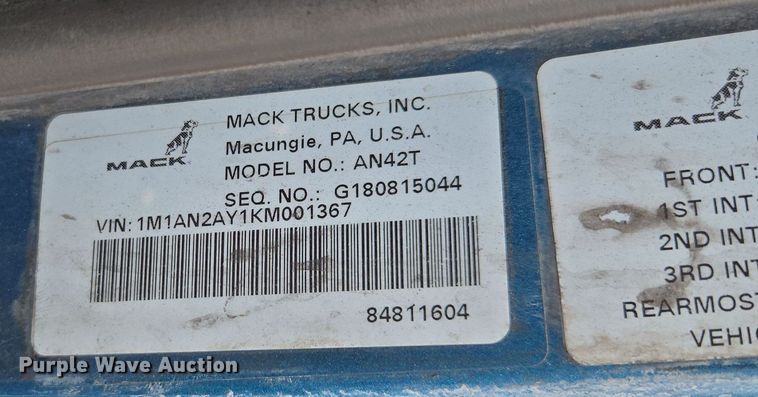 MACK
MACK TRUCKS, INC.
Macungie, PA, U.S.A.
MODEL NO.: AN42T
SEQ. NO.: G180815044
VIN: 1M1AN2AY1KM001367
84811604
MACK
FRONT:
1ST INT:
2ND INT
3RD INT
REARMOST
VEHIC
Purple Wave Auction